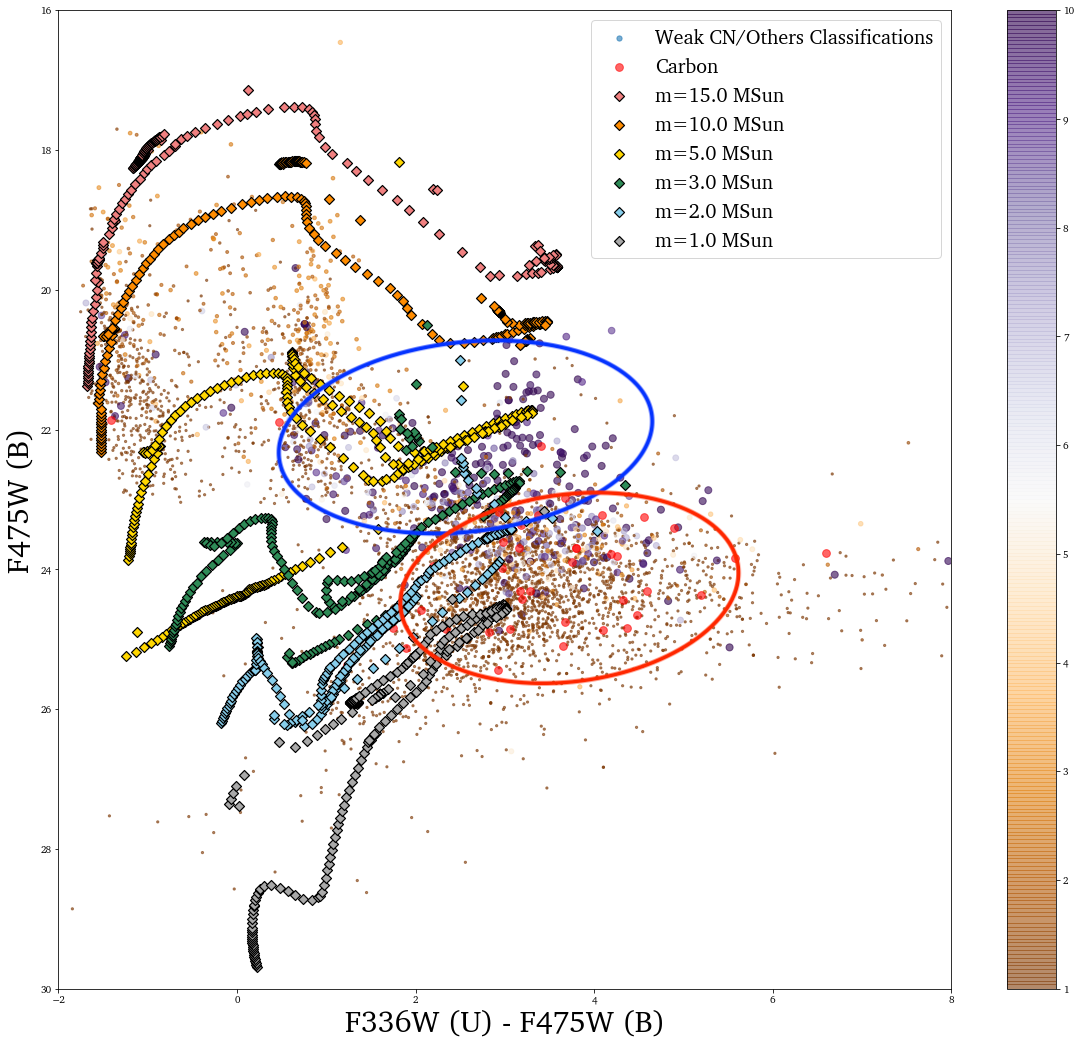 Weak CN/Others Classifications
Carbon
m=15.0 MSun
m=10.0 MSun
m=5.0 MSun
m=3.0 MSun
m=2.0 MSun
m=1.0 MSun
16
18
20
22
24
26
28
30
F475W (B)
−2
0
2
4
6
8
F336W (U) - F475W (B)
10
9
8
7
6
5
4
3
2
1